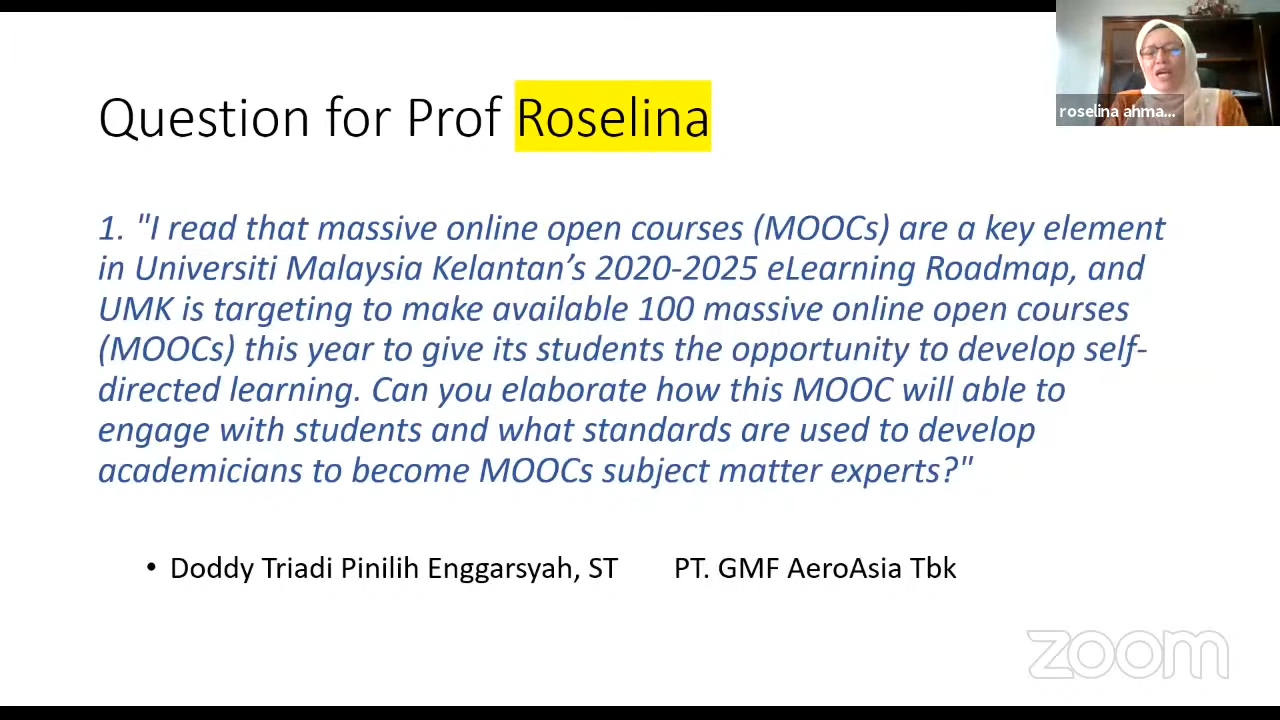 Question for Prof Roselina
roselina ahma...
1. "I read that massive online open courses (MOOCs) are a key element
in Universiti Malaysia Kelantan’s 2020-2025 eLearning Roadmap, and
UMK is targeting to make available 100 massive online open courses
(MOOCs) this year to give its students the opportunity to develop self-
directed learning. Can you elaborate how this MOOC will able to
engage with students and what standards are used to develop
academicians to become MOOCs subject matter experts?"
• Doddy Triadi Pinilih Enggarsyah, ST PT. GMF AeroAsia Tbk
zoom